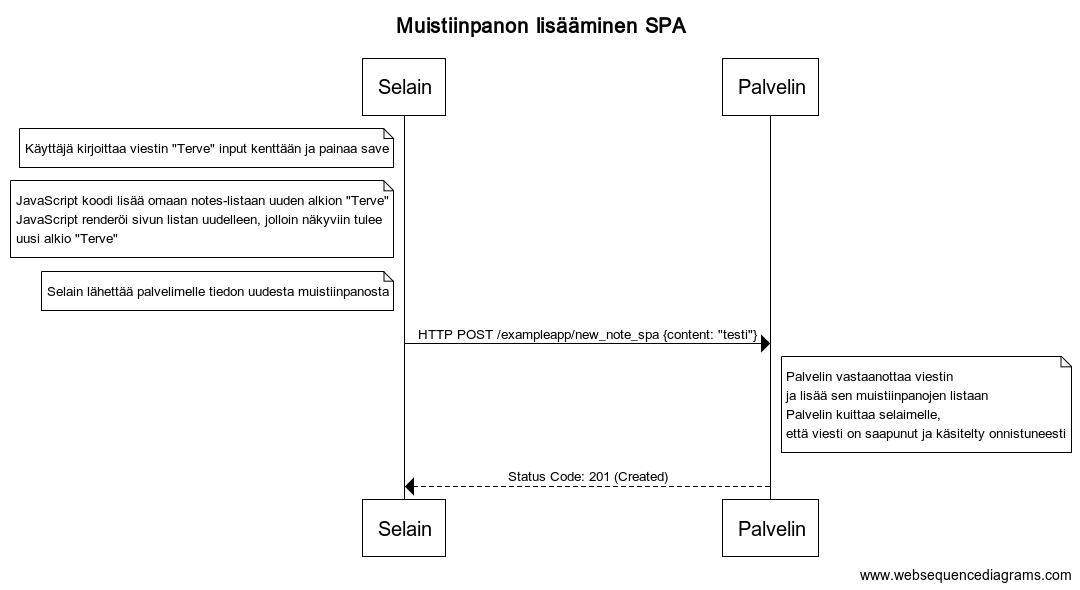 Muistiinpanon lisääminen SPA
Selain
Palvelin
Käyttäjä kirjoittaa viestin "Terve" input kenttään ja painaa save
JavaScript koodi lisää omaan notes-listaan uuden alkion "Terve"
JavaScript renderöi sivun listan uudelleen, jolloin näkyviin tulee
uusi alkio "Terve"
Selain lähettää palvelimelle tiedon uudesta muistiinpanosta
HTTP POST /exampleapp/new_note_spa {content: "testi"}
Palvelin vastaanottaa viestin
ja lisää sen muistiinpanojen listaan
Palvelin kuittaa selaimelle,
että viesti on saapunut ja käsitelty onnistuneesti
Status Code: 201 (Created)
Selain
Palvelin
www.websequencediagrams.com